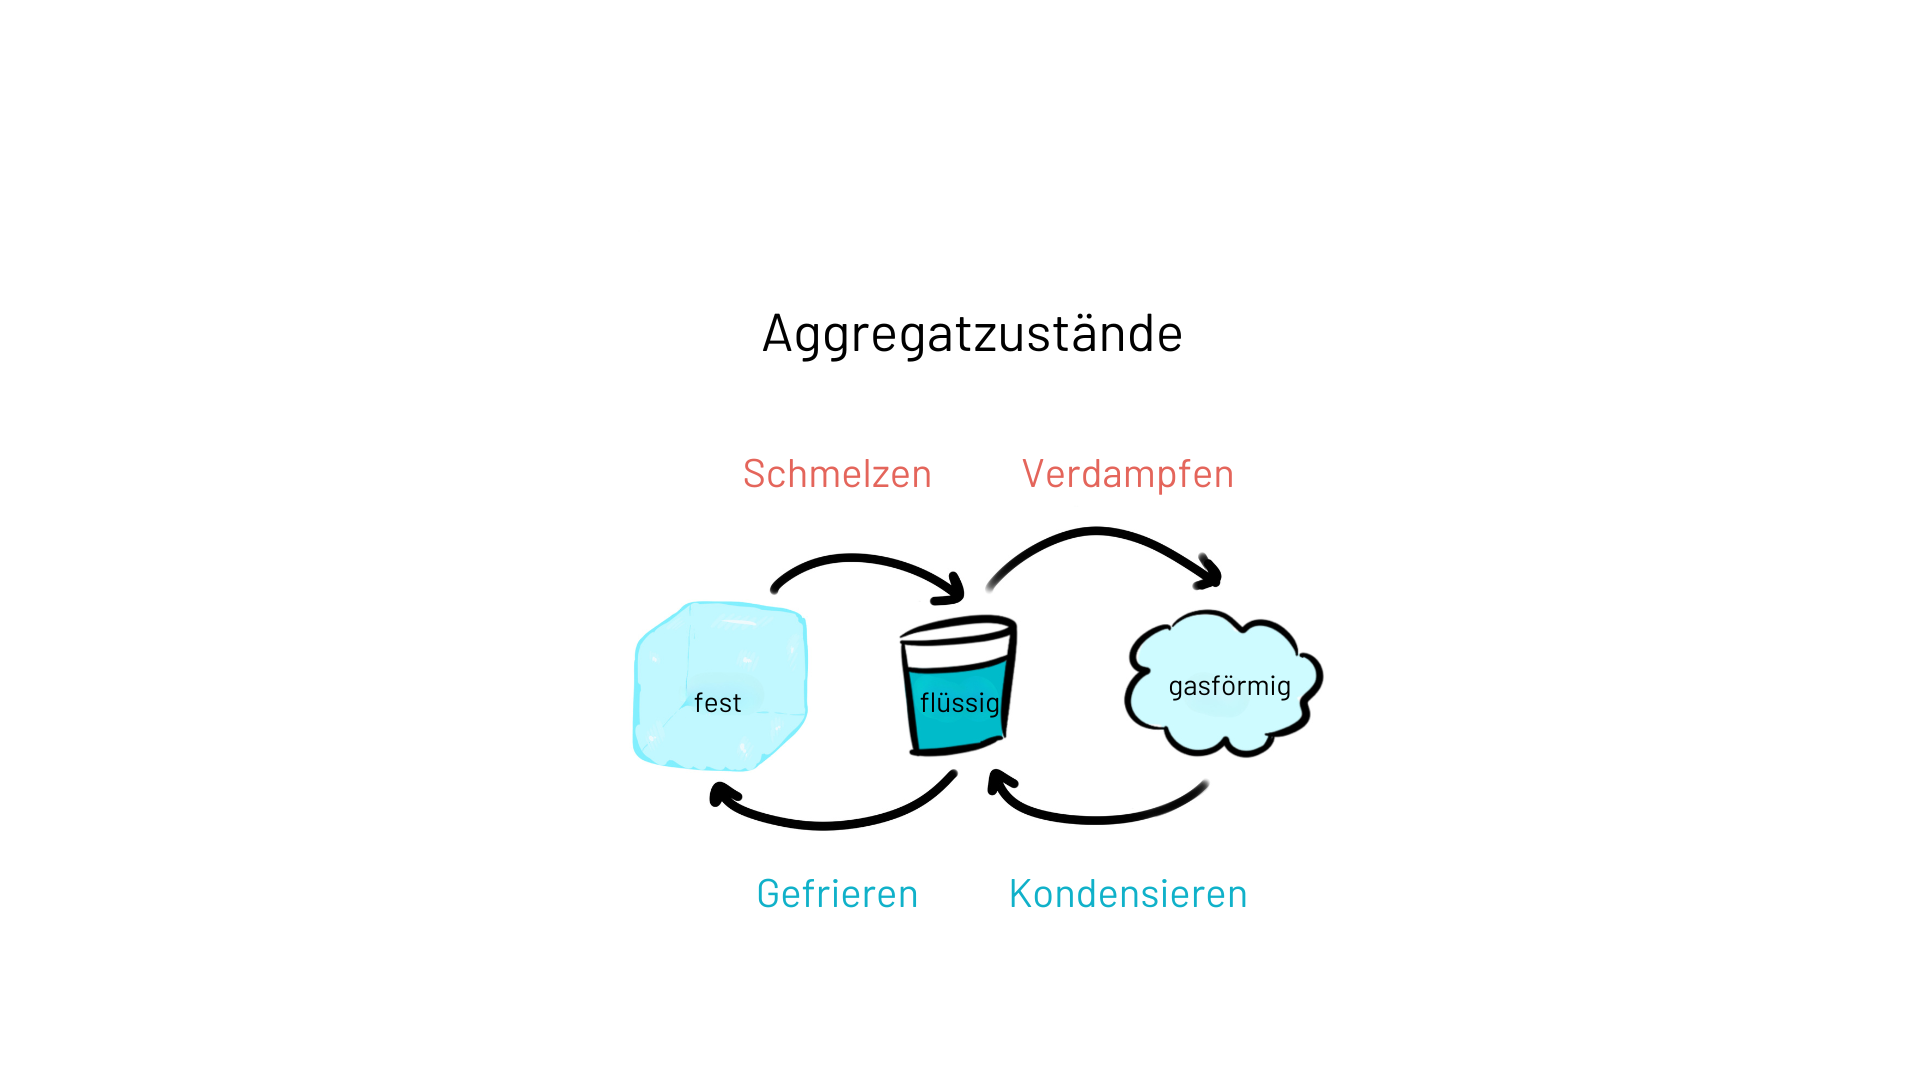 Aggregatzustände
Schmelzen Verdampfen
fest flüssig gasförmig
Gefrieren Kondensieren